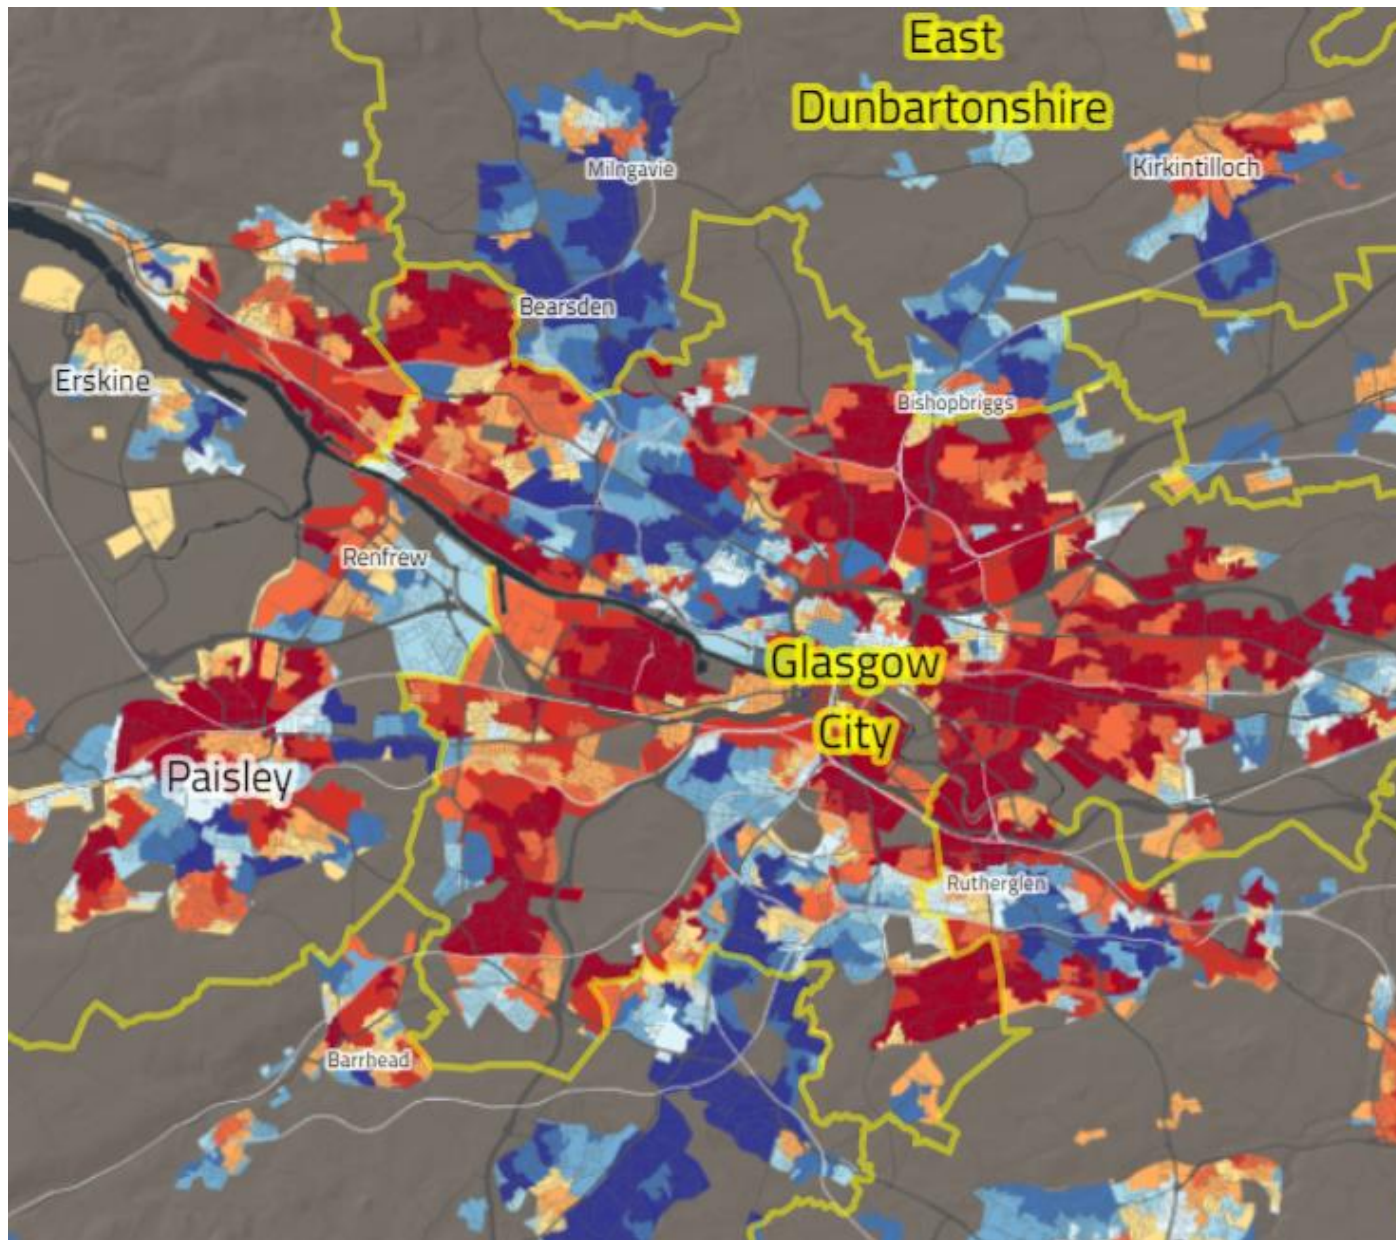 East
Dunbartonshire
Milngavie
Kirkintilloch
Bearsden
Erskine
Bishopbriggs
Renfrew
Glasgow
City
Paisley
Rutherglen
Barrhead